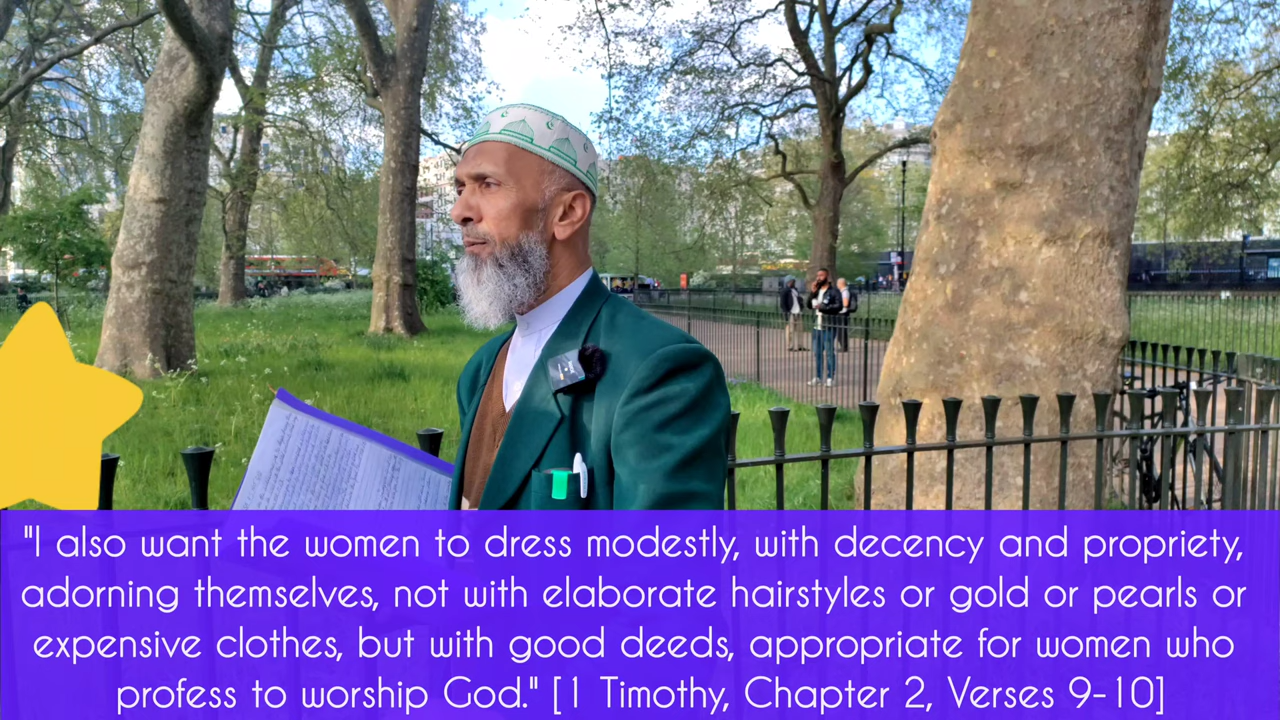 "I also want the women to dress modestly, with decency and propriety,
adorning themselves, not with elaborate hairstyles or gold or pearls or
expensive clothes, but with good deeds, appropriate for women who
profess to worship God." [1 Timothy, Chapter 2, Verses 9-10]